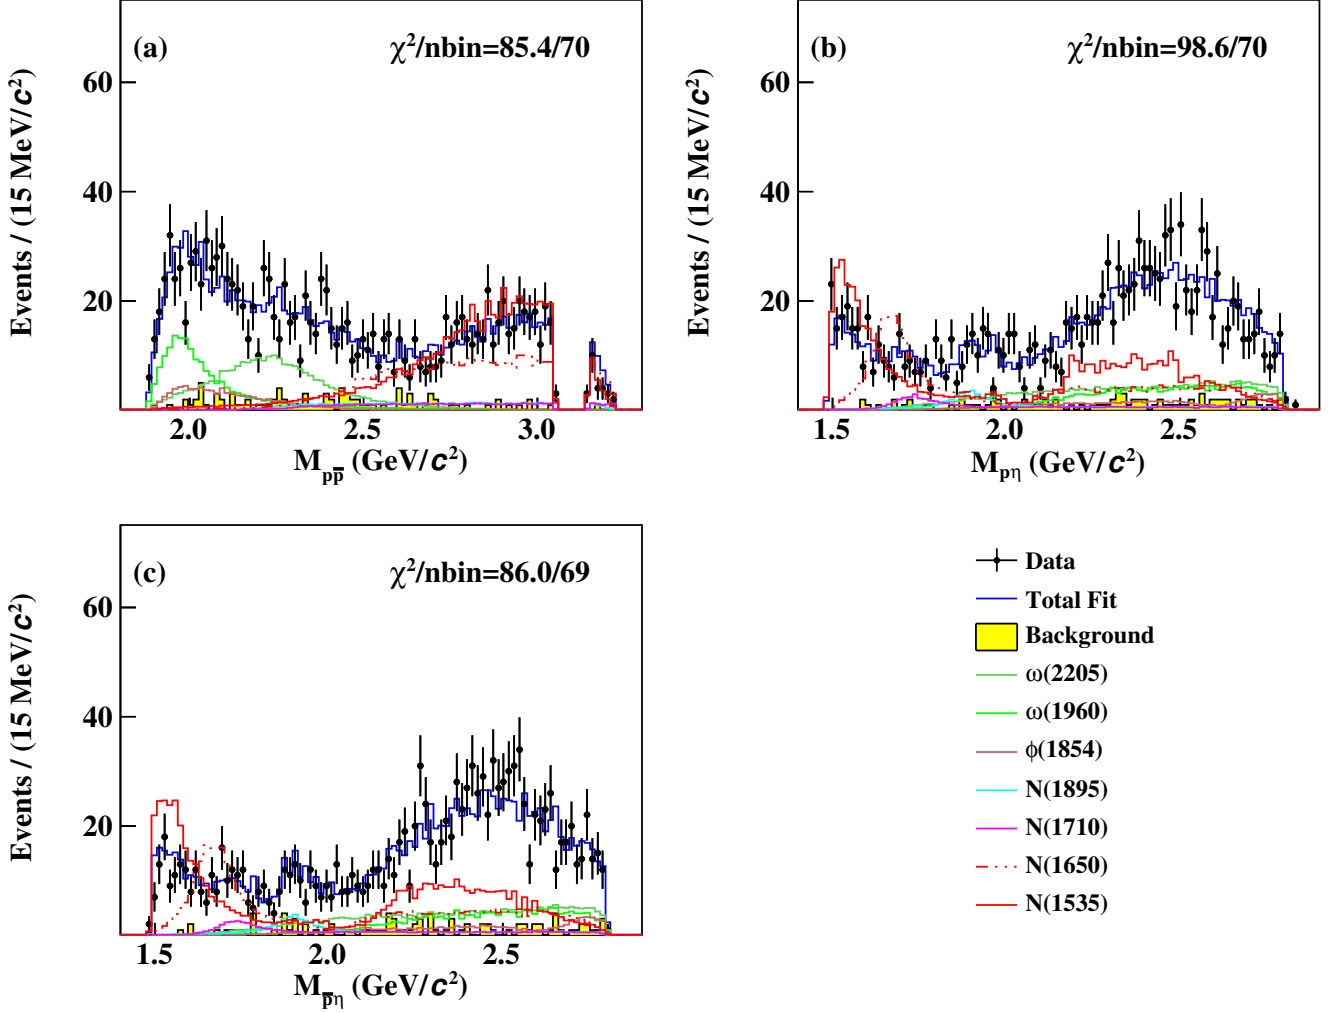 (a)
χ²/nbin=85.4/70
Events / (15 MeV/c²)
60
40
20
2.0 2.5 3.0
M_pp̅ (GeV/c²)
(b)
χ²/nbin=98.6/70
Events / (15 MeV/c²)
60
40
20
1.5 2.0 2.5
M_pη (GeV/c²)
(c)
χ²/nbin=86.0/69
Events / (15 MeV/c²)
60
40
20
1.5 2.0 2.5
M_p̅η (GeV/c²)
Data
Total Fit
Background
ω(2205)
ω(1960)
ϕ(1854)
N(1895)
N(1710)
N(1650)
N(1535)